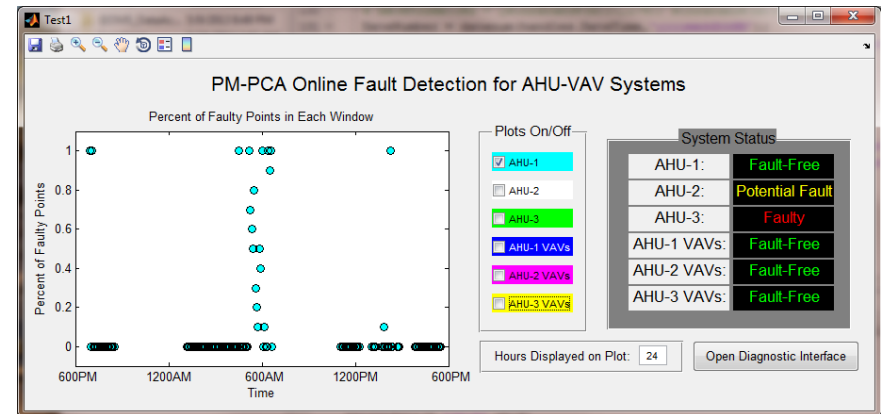 Test1
PM-PCA Online Fault Detection for AHU-VAV Systems
Percent of Faulty Points in Each Window
Percent of Faulty Points
1
0.8
0.6
0.4
0.2
0
600PM 1200AM 600AM 1200PM 600PM
Time
Plots On/Off
AHU-1
AHU-2
AHU-3
AHU-1 VAVs
AHU-2 VAVs
AHU-3 VAVs
System Status
AHU-1: Fault-Free
AHU-2: Potential Fault
AHU-3: Faulty
AHU-1 VAVs: Fault-Free
AHU-2 VAVs: Fault-Free
AHU-3 VAVs: Fault-Free
Hours Displayed on Plot: 24
Open Diagnostic Interface